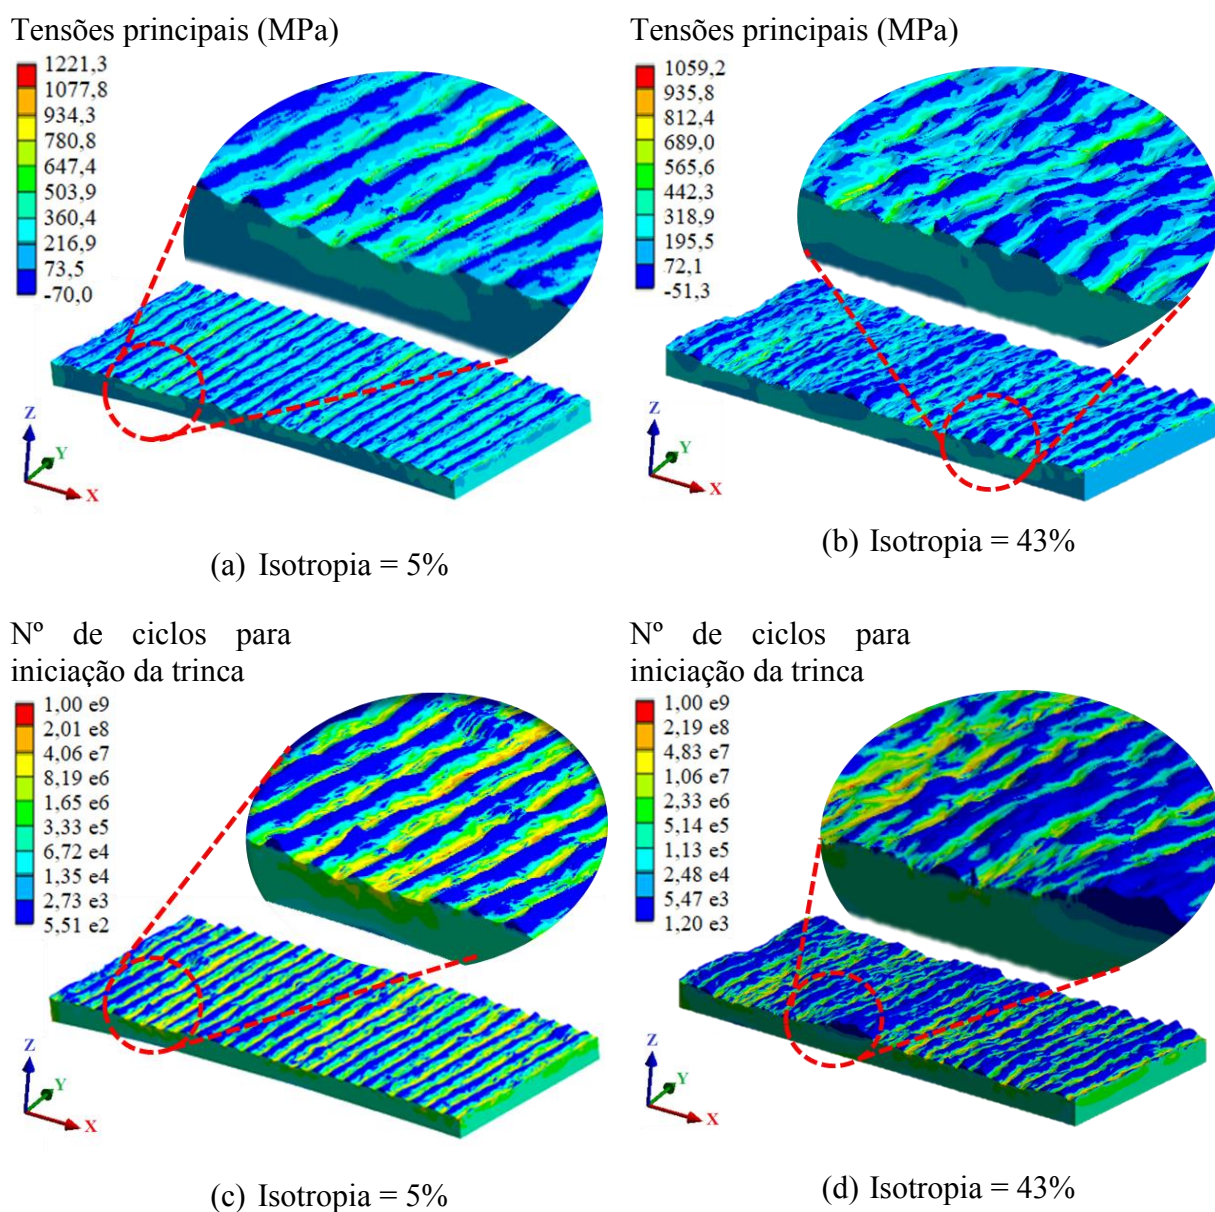 Tensões principais (MPa)
1221,3
1077,8
934,3
780,8
647,4
503,9
360,4
216,9
73,5
-70,0
Z
Y
X
(a) Isotropia = 5%
Tensões principais (MPa)
1059,2
935,8
812,4
689,0
565,6
442,3
318,9
195,5
72,1
-51,3
Z
Y
X
(b) Isotropia = 43%
Nº de ciclos para
iniciação da trinca
1,00 e9
2,01 e8
4,06 e7
8,19 e6
1,65 e6
3,33 e5
6,72 e4
1,35 e4
2,73 e3
5,51 e2
Z
Y
X
(c) Isotropia = 5%
Nº de ciclos para
iniciação da trinca
1,00 e9
2,19 e8
4,83 e7
1,06 e7
2,33 e6
5,14 e5
1,13 e5
2,48 e4
5,47 e3
1,20 e3
Z
Y
X
(d) Isotropia = 43%